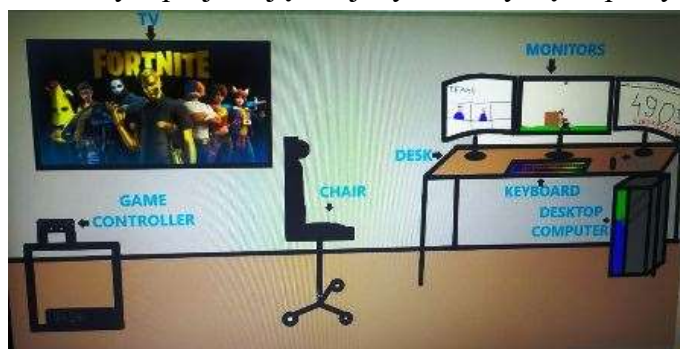 TV
FORTNITE
MONITORS
DESK
CHAIR
KEYBOARD
GAME
CONTROLLER
DESKTOP
COMPUTER